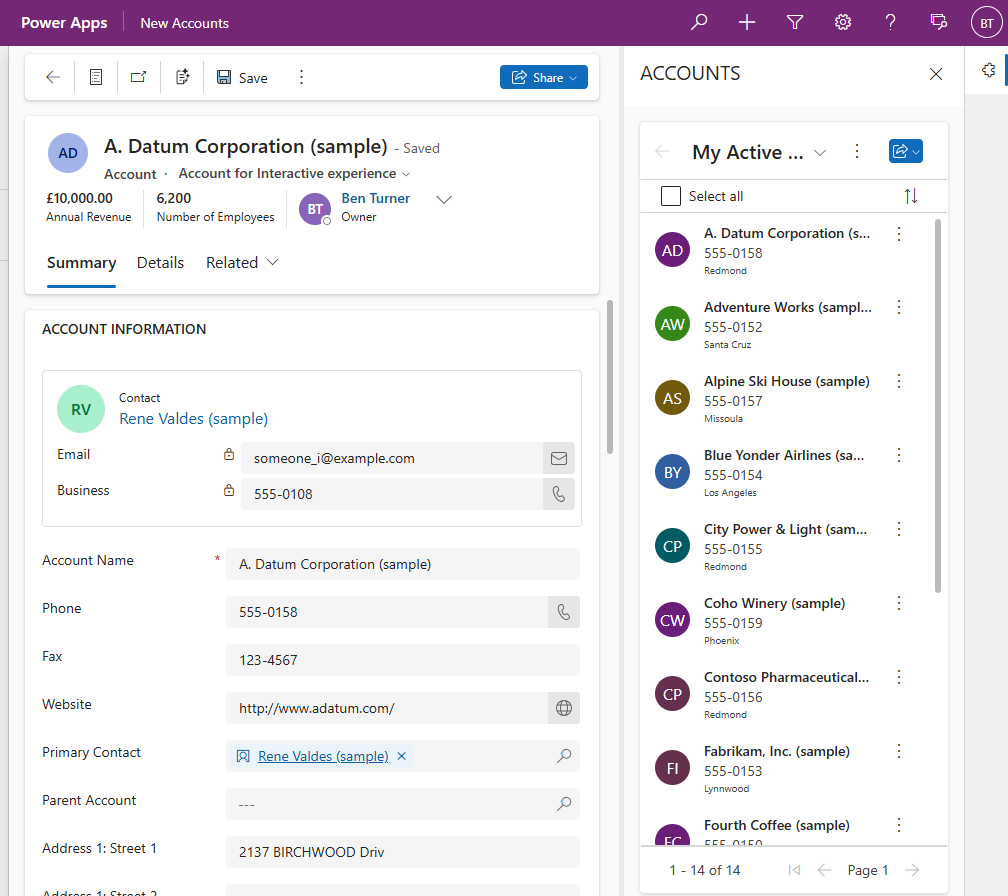 Power Apps New Accounts BT
Save Share
AD A. Datum Corporation (sample) - Saved
Account · Account for Interactive experience
£10,000.00 6,200 BT Ben Turner
Annual Revenue Number of Employees Owner
Summary Details Related
ACCOUNT INFORMATION
RV Contact
Rene Valdes (sample)
Email someone_i@example.com
Business 555-0108
Account Name * A. Datum Corporation (sample)
Phone 555-0158
Fax 123-4567
Website http://www.adatum.com/
Primary Contact Rene Valdes (sample)
Parent Account ---
Address 1: Street 1 2137 BIRCHWOOD Driv
Address 1: Street 2
ACCOUNTS
My Active ...
Select all
AD A. Datum Corporation (s...
555-0158
Redmond
AW Adventure Works (sampl...
555-0152
Santa Cruz
AS Alpine Ski House (sample)
555-0157
Missoula
BY Blue Yonder Airlines (sa...
555-0154
Los Angeles
CP City Power & Light (sam...
555-0155
Redmond
CW Coho Winery (sample)
555-0159
Phoenix
CP Contoso Pharmaceutical...
555-0156
Redmond
FI Fabrikam, Inc. (sample)
555-0153
Lynnwood
FC Fourth Coffee (sample)
555-0150
1 - 14 of 14 Page 1